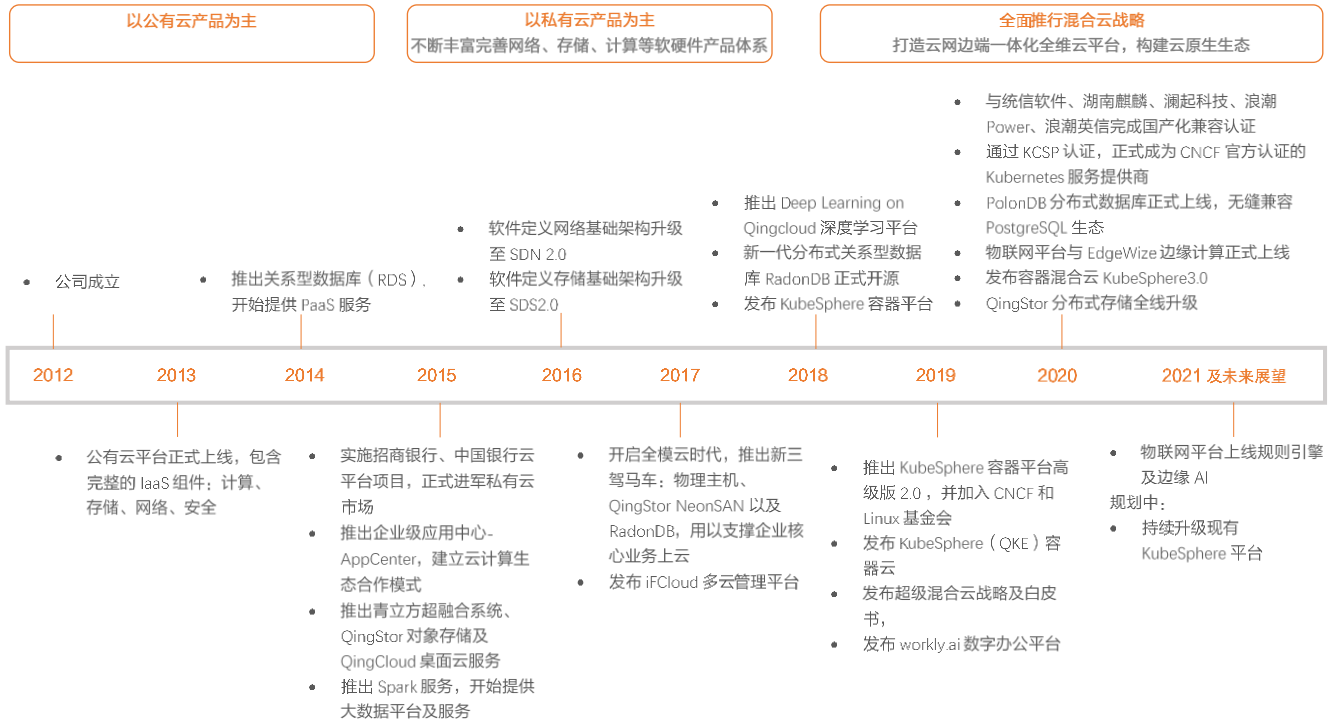 以公有云产品为主
以私有云产品为主
不断丰富完善网络、存储、计算等软硬件产品体系
全面推行混合云战略
打造云网边端一体化全维云平台，构建云原生生态
• 公司成立
• 推出关系型数据库（RDS），
开始提供 PaaS 服务
• 软件定义网络基础架构升级
至 SDN 2.0
• 软件定义存储基础架构升级
至 SDS2.0
• 推出 Deep Learning on
Qingcloud 深度学习平台
• 新一代分布式关系型数据
库 RadonDB 正式开源
• 发布 KubeSphere 容器平台
• 与统信软件、湖南麒麟、澜起科技、浪潮
Power、浪潮英信完成国产化兼容认证
• 通过 KCSP 认证，正式成为 CNCF 官方认证的
Kubernetes 服务提供商
• PolonDB 分布式数据库正式上线，无缝兼容
PostgreSQL 生态
• 物联网平台与 EdgeWize 边缘计算正式上线
• 发布容器混合云 KubeSphere3.0
• QingStor 分布式存储全线升级
2012 2013 2014 2015 2016 2017 2018 2019 2020 2021 及未来展望
• 公有云平台正式上线，包含
完整的 IaaS 组件：计算、
存储、网络、安全
• 实施招商银行、中国银行云
平台项目，正式进军私有云
市场
• 推出企业级应用中心-
AppCenter，建立云计算生
态合作模式
• 推出青立方超融合系统、
QingStor 对象存储及
QingCloud 桌面云服务
• 推出 Spark 服务，开始提供
大数据平台及服务
• 开启全模云时代，推出新三
驾马车：物理主机、
QingStor NeonSAN 以及
RadonDB，用以支撑企业核
心业务上云
• 发布 iFCloud 多云管理平台
• 推出 KubeSphere 容器平台高
级版 2.0 ，并加入 CNCF 和
Linux 基金会
• 发布 KubeSphere（QKE）容
器云
• 发布超级混合云战略及白皮
书，
• 发布 workly.ai 数字办公平台
• 物联网平台上线规则引擎
及边缘 AI
规划中：
• 持续升级现有
KubeSphere 平台